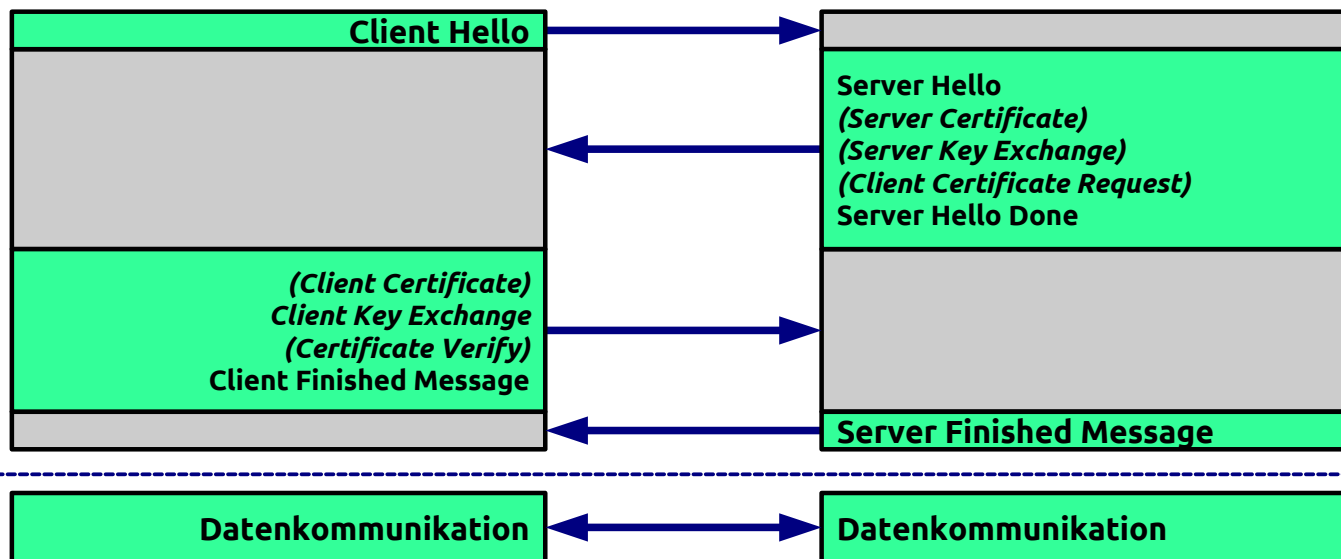 Client Hello
Server Hello
(Server Certificate)
(Server Key Exchange)
(Client Certificate Request)
Server Hello Done
(Client Certificate)
Client Key Exchange
(Certificate Verify)
Client Finished Message
Server Finished Message
Datenkommunikation
Datenkommunikation